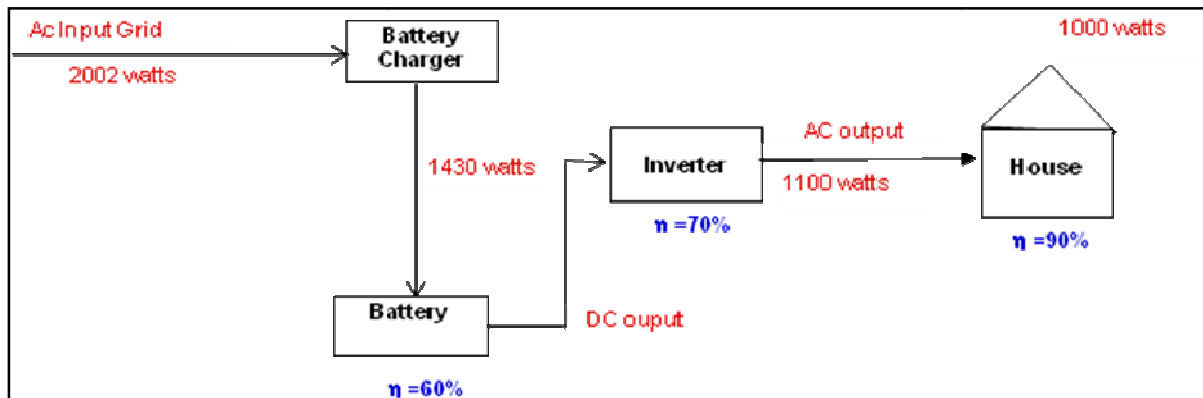 Ac Input Grid
2002 watts
Battery
Charger
1430 watts
Battery
η =60%
DC ouput
Inverter
η =70%
AC output
1100 watts
1000 watts
House
η =90%